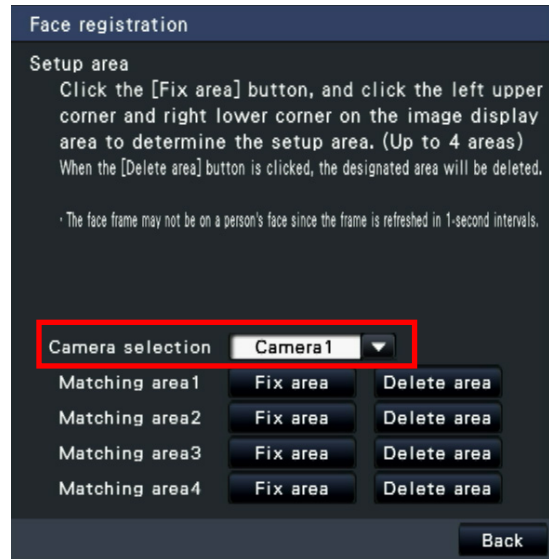 Face registration
Setup area
Click the [Fix area] button, and click the left upper
corner and right lower corner on the image display
area to determine the setup area. (Up to 4 areas)
When the [Delete area] button is clicked, the designated area will be deleted.
・The face frame may not be on a person's face since the frame is refreshed in 1-second intervals.
Camera selection Camera1
Matching area1 Fix area Delete area
Matching area2 Fix area Delete area
Matching area3 Fix area Delete area
Matching area4 Fix area Delete area
Back